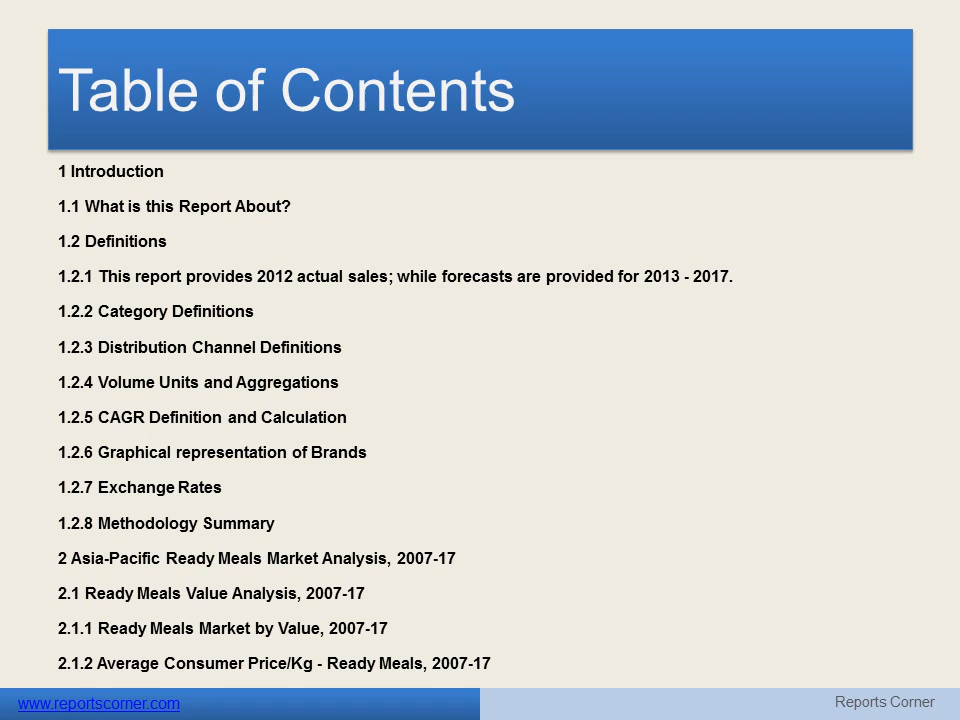 Table of Contents
1 Introduction
1.1 What is this Report About?
1.2 Definitions
1.2.1 This report provides 2012 actual sales; while forecasts are provided for 2013 - 2017.
1.2.2 Category Definitions
1.2.3 Distribution Channel Definitions
1.2.4 Volume Units and Aggregations
1.2.5 CAGR Definition and Calculation
1.2.6 Graphical representation of Brands
1.2.7 Exchange Rates
1.2.8 Methodology Summary
2 Asia-Pacific Ready Meals Market Analysis, 2007-17
2.1 Ready Meals Value Analysis, 2007-17
2.1.1 Ready Meals Market by Value, 2007-17
2.1.2 Average Consumer Price/Kg - Ready Meals, 2007-17
www.reportscorner.com
Reports Corner